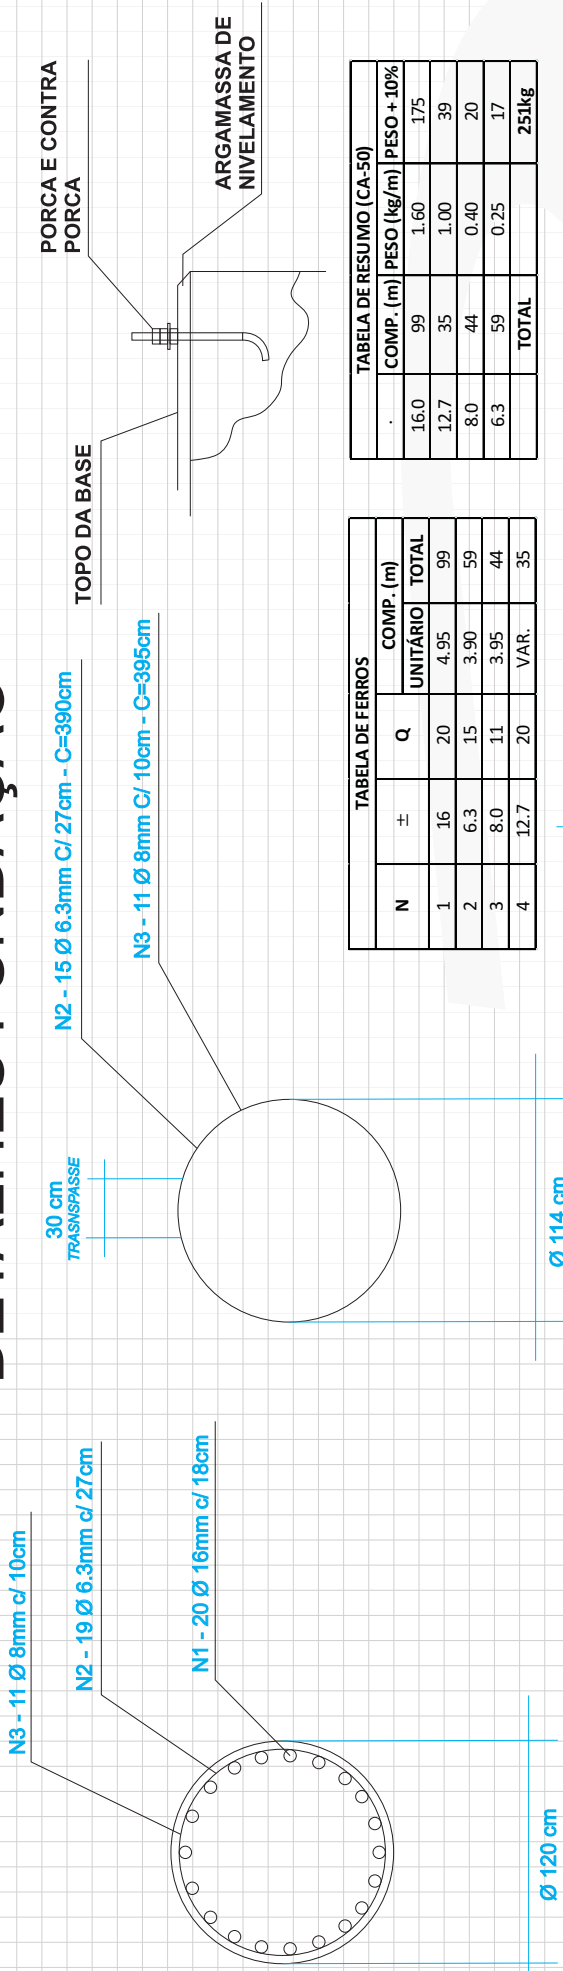 DETALHES FUNDAÇÃO
N3 - 11 Ø 8mm c/ 10cm
N2 - 19 Ø 6.3mm c/ 27cm
N1 - 20 Ø 16mm c/ 18cm
Ø 120 cm
30 cm
TRASNSPASSE
N2 - 15 Ø 6.3mm C/ 27cm - C=390cm
N3 - 11 Ø 8mm C/ 10cm - C=395cm
Ø 114 cm
TOPO DA BASE
PORCA E CONTRA
PORCA
ARGAMASSA DE
NIVELAMENTO
TABELA DE FERROS
N ± Q COMP. (m)
UNITÁRIO TOTAL
1 16 20 4.95 99
2 6.3 15 3.90 59
3 8.0 11 3.95 44
4 12.7 20 VAR. 35
TABELA DE RESUMO (CA-50)
. COMP. (m) PESO (kg/m) PESO + 10%
16.0 99 1.60 175
12.7 35 1.00 39
8.0 44 0.40 20
6.3 59 0.25 17
TOTAL 251kg